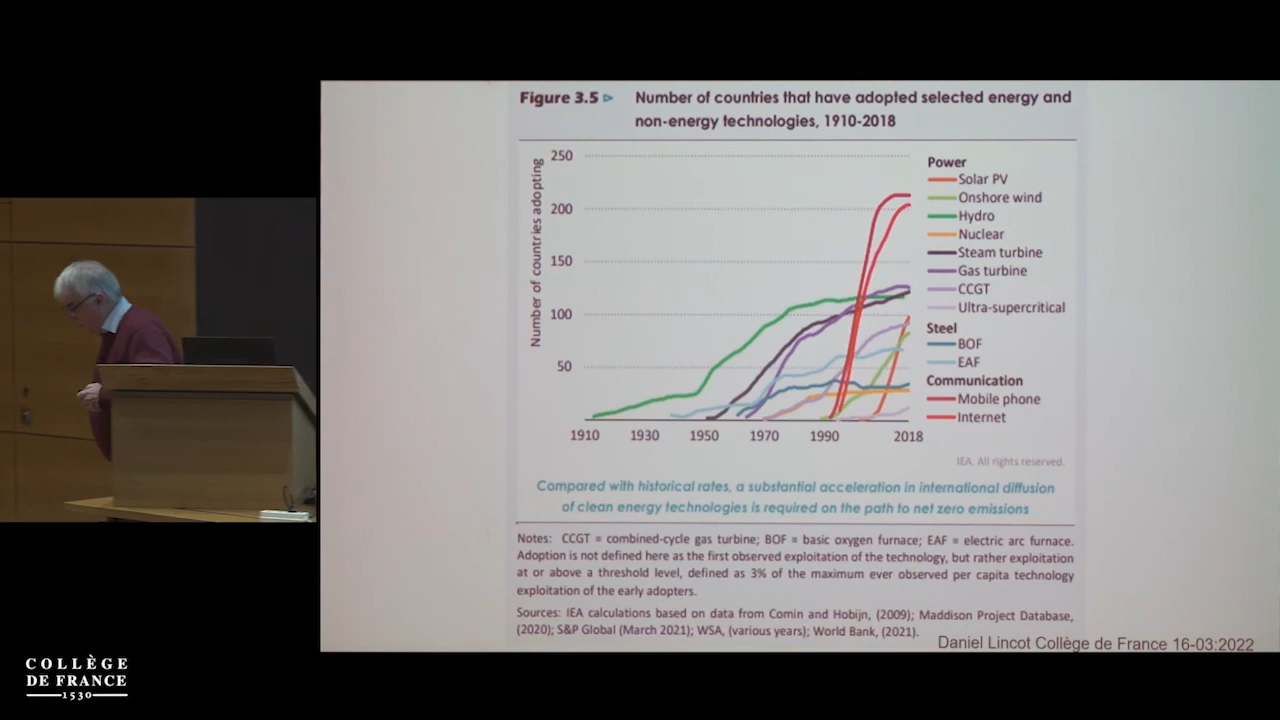 Figure 3.5 ▷ Number of countries that have adopted selected energy and
non-energy technologies, 1910-2018
Number of countries adopting
250
200
150
100
50
1910 1930 1950 1970 1990 2018
Power
Solar PV
Onshore wind
Hydro
Nuclear
Steam turbine
Gas turbine
CCGT
Ultra-supercritical
Steel
BOF
EAF
Communication
Mobile phone
Internet
IEA. All rights reserved.
Compared with historical rates, a substantial acceleration in international diffusion
of clean energy technologies is required on the path to net zero emissions
Notes: CCGT = combined-cycle gas turbine; BOF = basic oxygen furnace; EAF = electric arc furnace.
Adoption is not defined here as the first observed exploitation of the technology, but rather exploitation
at or above a threshold level, defined as 3% of the maximum ever observed per capita technology
exploitation of the early adopters.
Sources: IEA calculations based on data from Comin and Hobijn, (2009); Maddison Project Database,
(2020); S&P Global (March 2021); WSA, (various years); World Bank, (2021).
Daniel Lincot Collège de France 16-03:2022
COLLÈGE
DE FRANCE
1530